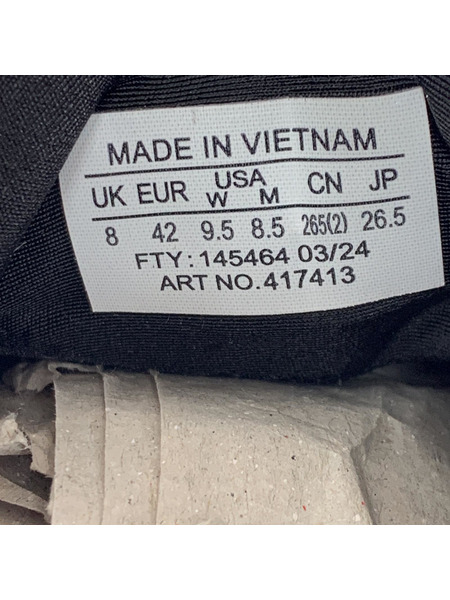 MADE IN VIETNAM
UK EUR USA W M CN JP
8 42 9.5 8.5 265(2) 26.5
FTY: 145464 03/24
ART NO.417413